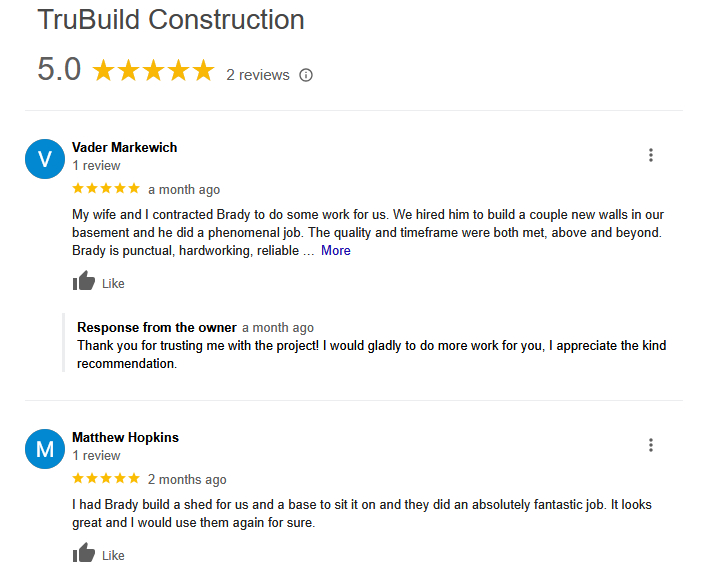 TruBuild Construction
5.0 2 reviews
V
Vader Markewich
1 review
a month ago
My wife and I contracted Brady to do some work for us. We hired him to build a couple new walls in our
basement and he did a phenomenal job. The quality and timeframe were both met, above and beyond.
Brady is punctual, hardworking, reliable ... More
Like
Response from the owner a month ago
Thank you for trusting me with the project! I would gladly to do more work for you, I appreciate the kind
recommendation.
M
Matthew Hopkins
1 review
2 months ago
I had Brady build a shed for us and a base to sit it on and they did an absolutely fantastic job. It looks
great and I would use them again for sure.
Like